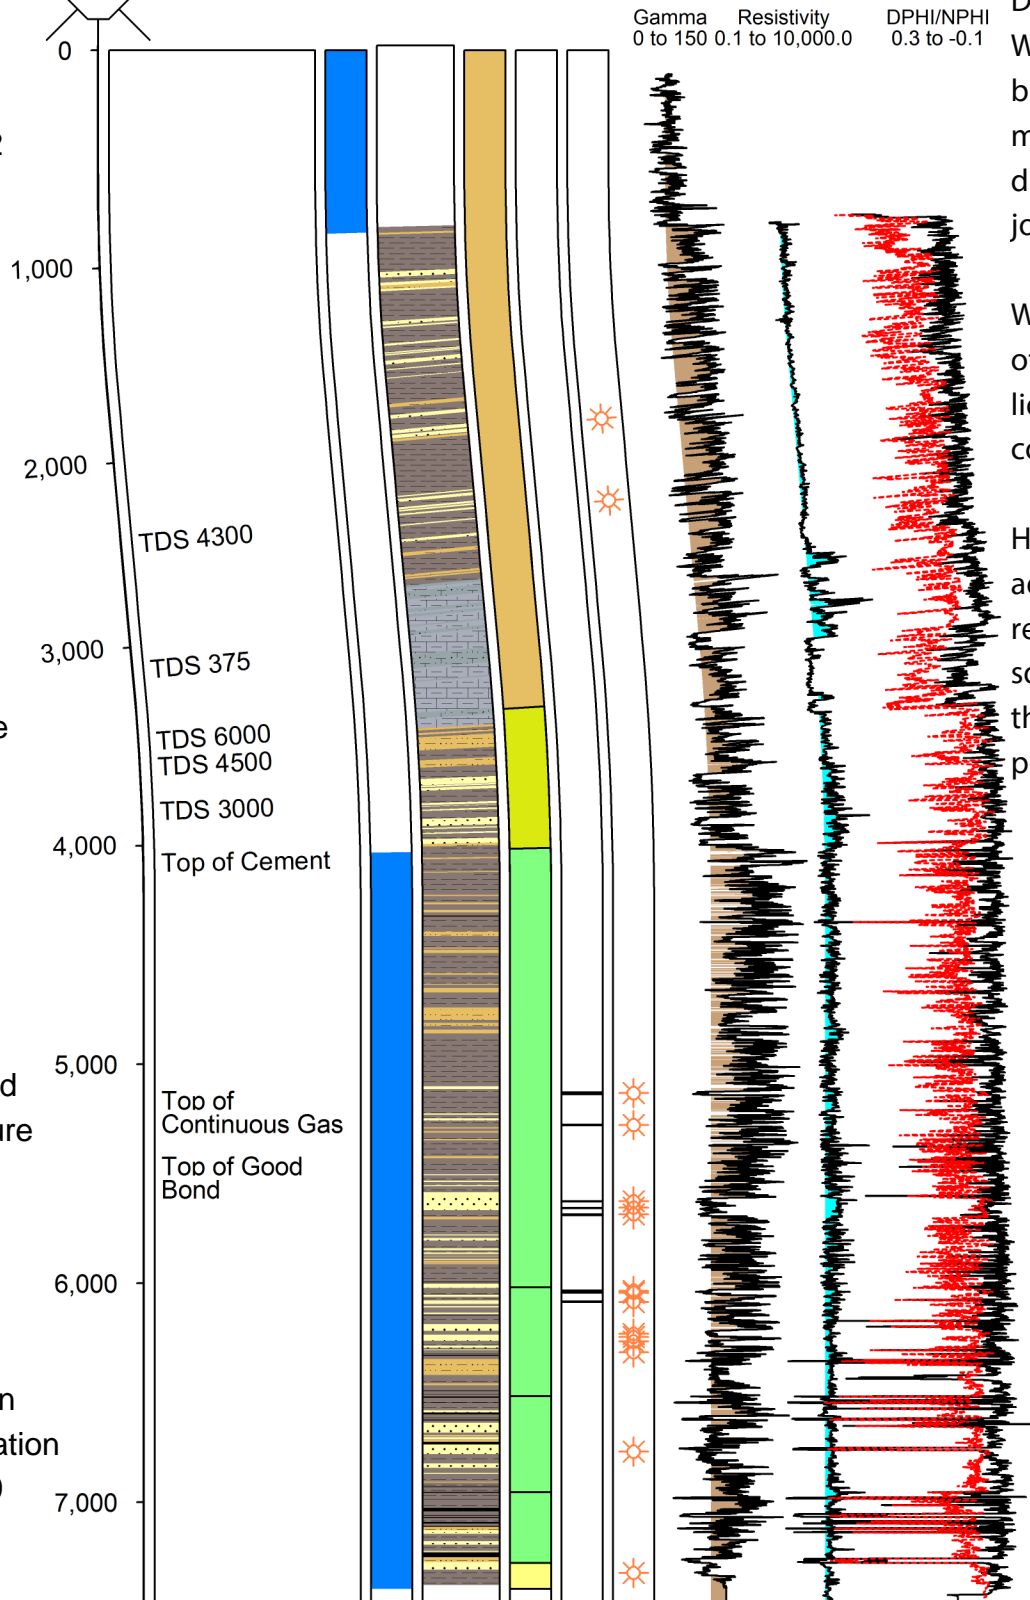 Gamma Resistivity DPHI/NPHI
0 to 150 0.1 to 10,000.0 0.3 to -0.1
0
1,000
2,000
TDS 4300
3,000
TDS 375
TDS 6000
TDS 4500
TDS 3000
4,000
Top of Cement
5,000
Top of
Continuous Gas
Top of Good
Bond
6,000
7,000